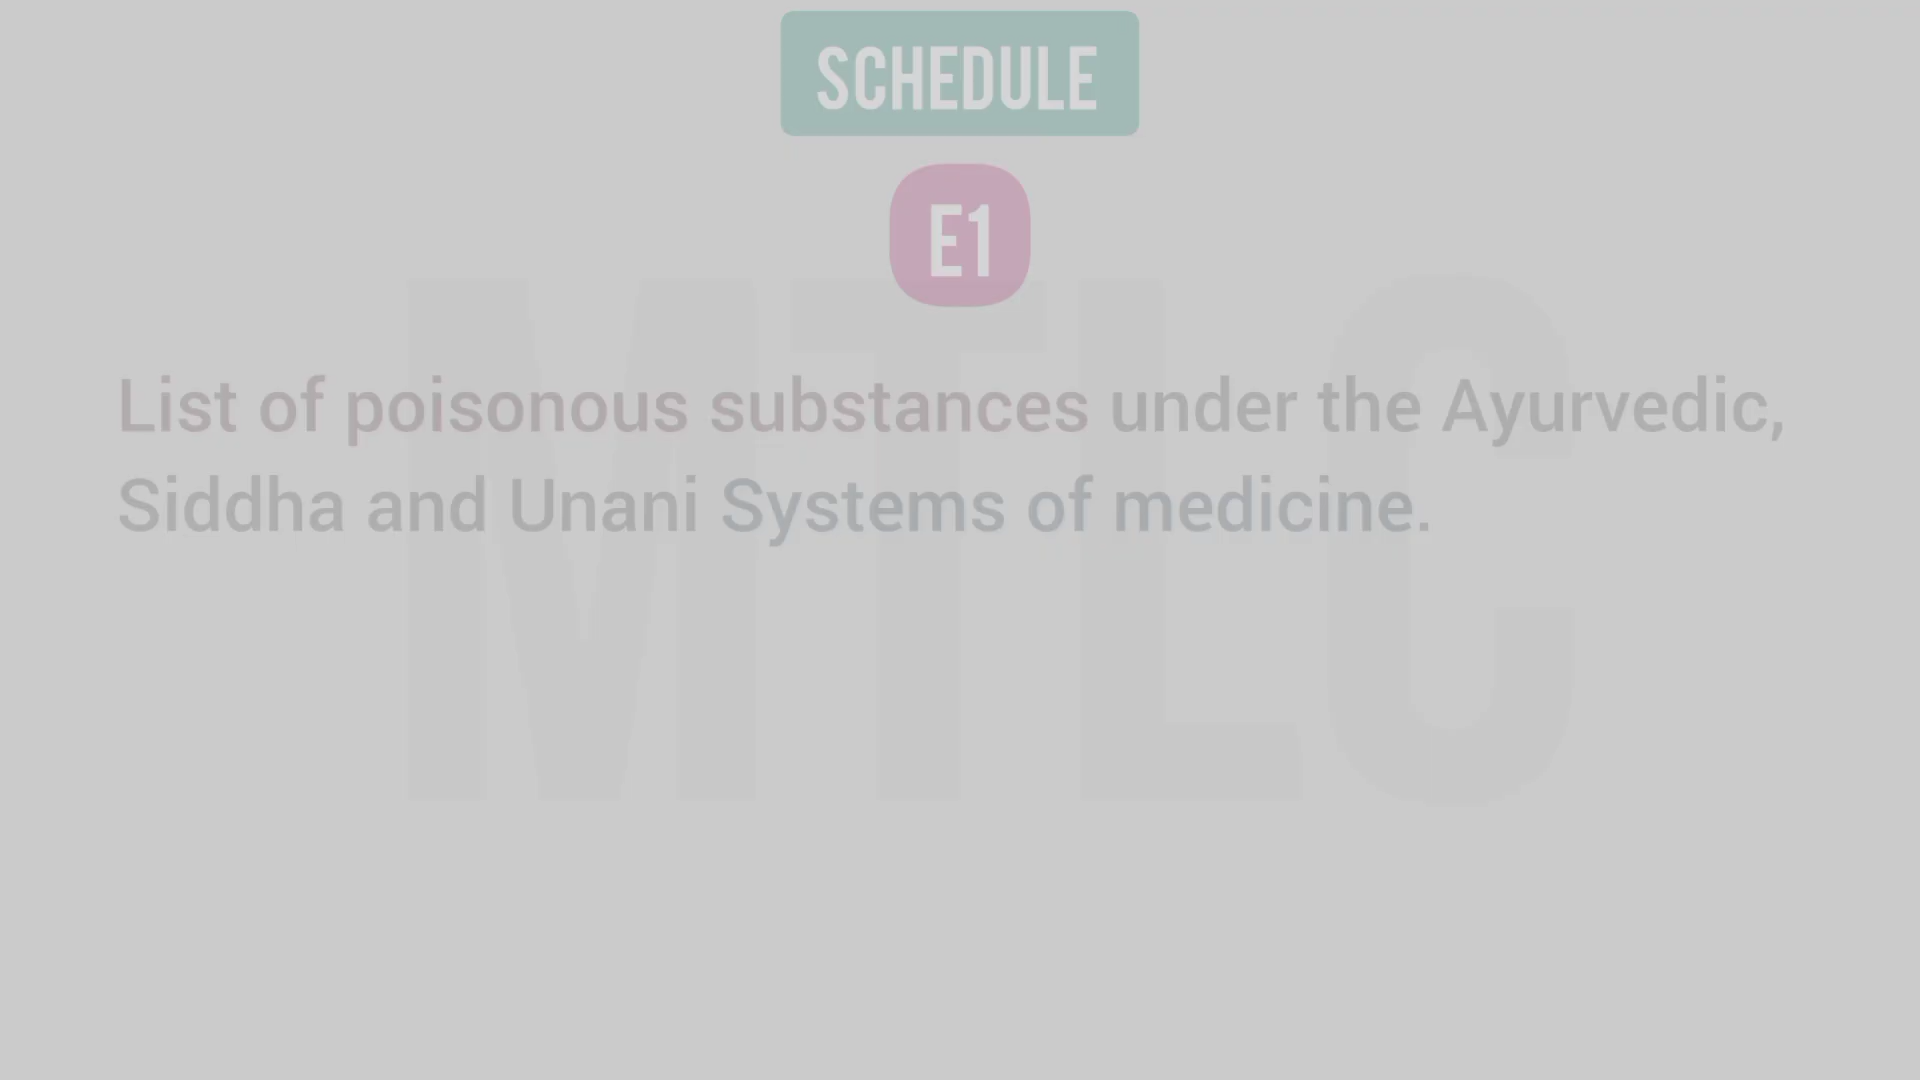 SCHEDULE
E1
MTLC
List of poisonous substances under the Ayurvedic,
Siddha and Unani Systems of medicine.